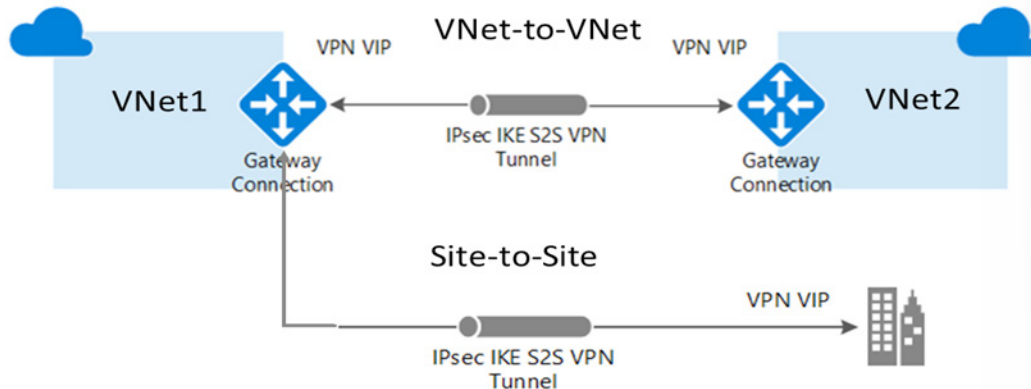 VNet-to-VNet
VPN VIP
VPN VIP
VNet1
VNet2
IPsec IKE S2S VPN
Tunnel
Gateway
Connection
Gateway
Connection
Site-to-Site
VPN VIP
IPsec IKE S2S VPN
Tunnel